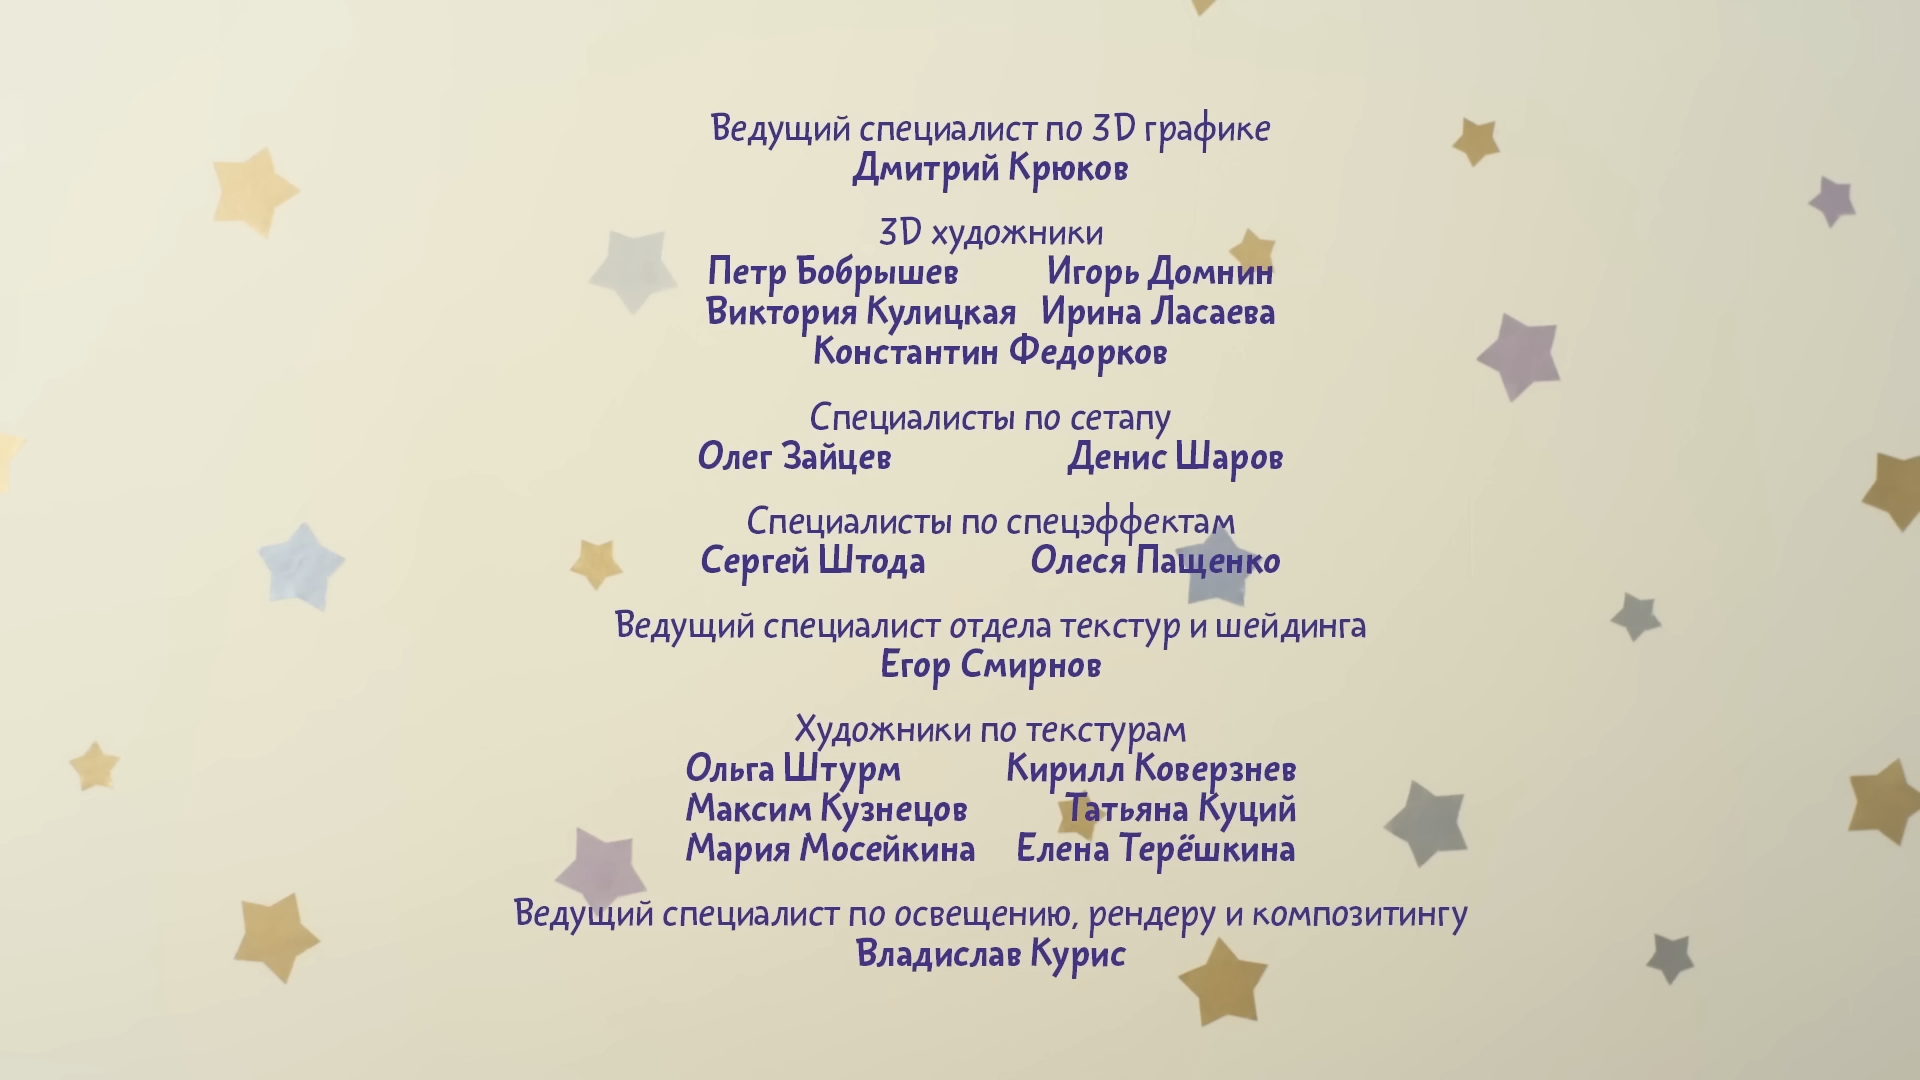 Ведущий специалист по 3D графике
Дмитрий Крюков
3D художники
Петр Бобрышев Игорь Домнин
Виктория Кулицкая Ирина Ласаева
Константин Федорков
Специалисты по сетапу
Олег Зайцев Денис Шаров
Специалисты по спецэффектам
Сергей Штода Олеся Пащенко
Ведущий специалист отдела текстур и шейдинга
Егор Смирнов
Художники по текстурам
Ольга Штурм Кирилл Коверзнев
Максим Кузнецов Татьяна Куций
Мария Мосейкина Елена Терёшкина
Ведущий специалист по освещению, рендеру и композитингу
Владислав Курис